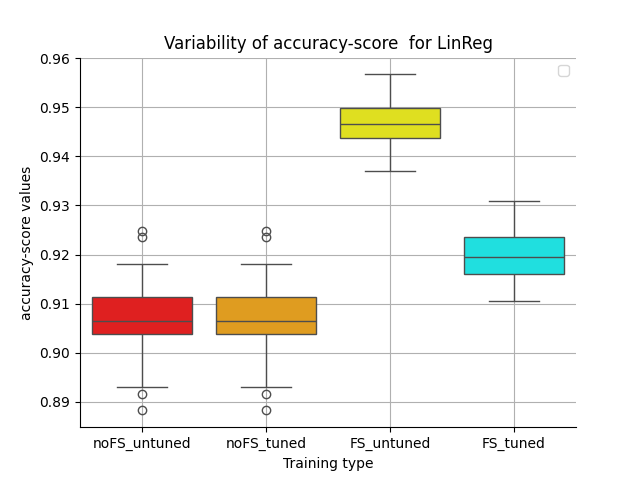 Variability of accuracy-score  for LinReg
0.96
0.95
0.94
0.93
0.92
0.91
0.90
0.89
accuracy-score values
noFS_untuned
noFS_tuned
FS_untuned
FS_tuned
Training type